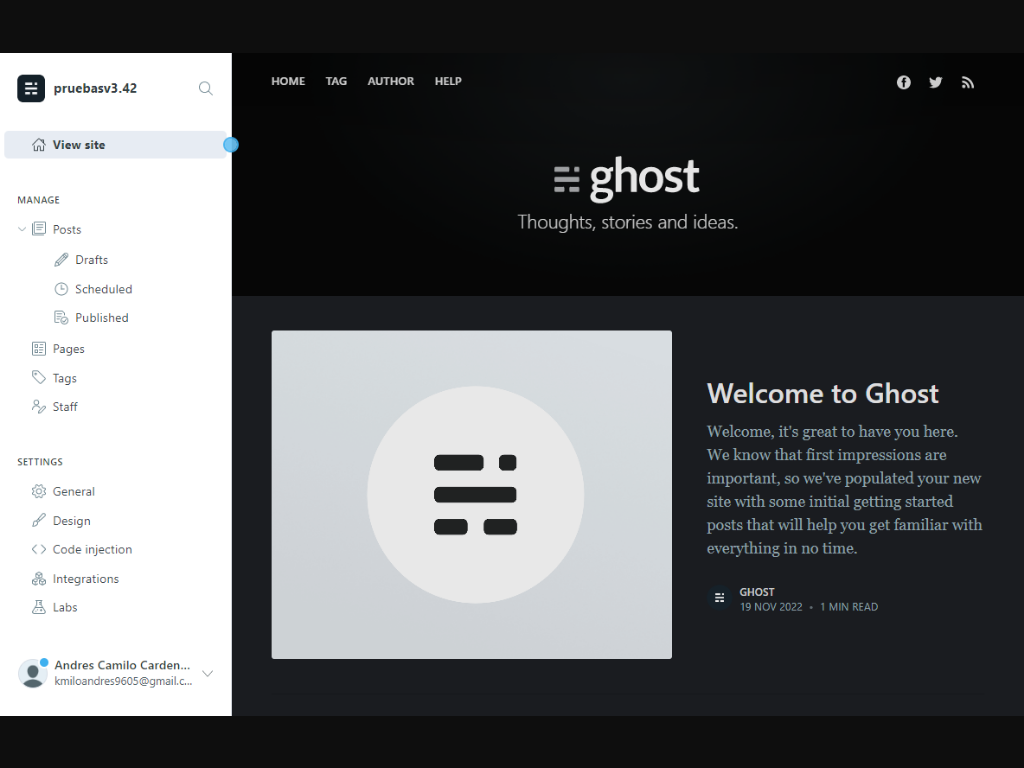 pruebasv3.42
View site
MANAGE
Posts
Drafts
Scheduled
Published
Pages
Tags
Staff
SETTINGS
General
Design
Code injection
Integrations
Labs
Andres Camilo Carden...
kmiloandres9605@gmail.c...
HOME TAG AUTHOR HELP
ghost
Thoughts, stories and ideas.
Welcome to Ghost
Welcome, it's great to have you here.
We know that first impressions are
important, so we've populated your new
site with some initial getting started
posts that will help you get familiar with
everything in no time.
GHOST
19 NOV 2022 • 1 MIN READ